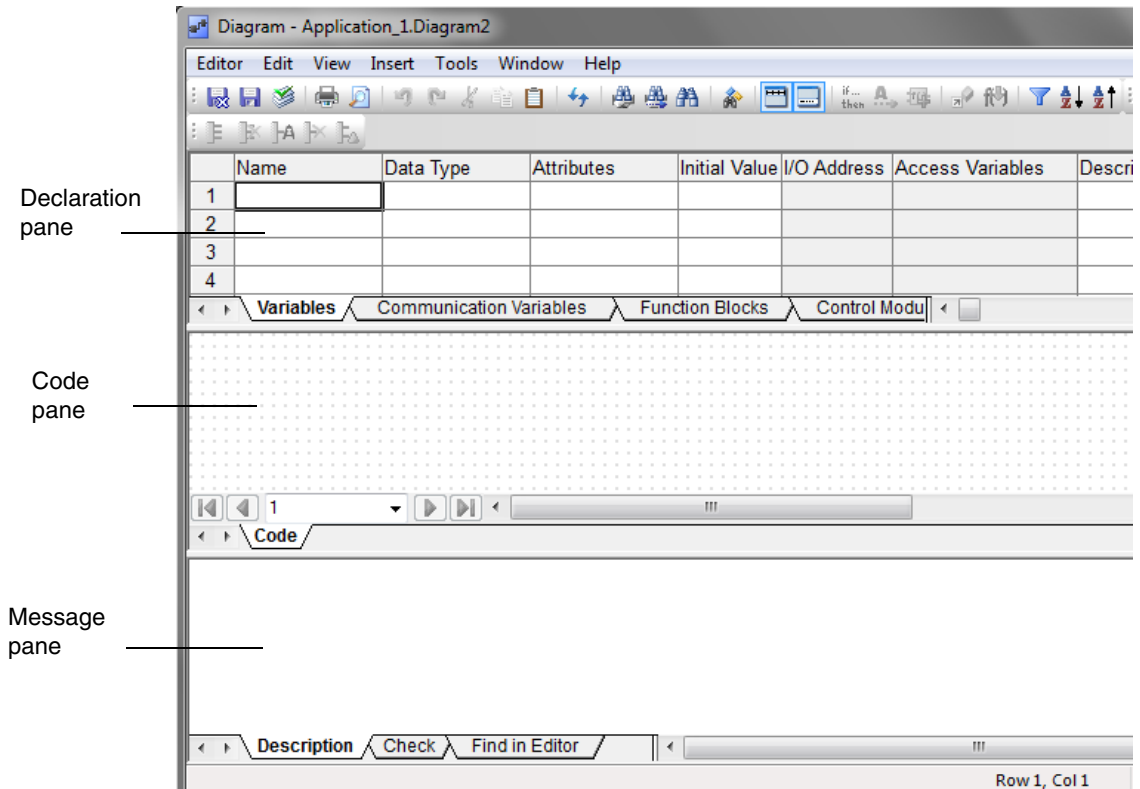 Diagram - Application_1.Diagram2
Editor Edit View Insert Tools Window Help
if... then
Name Data Type Attributes Initial Value I/O Address Access Variables Descri
1
2
3
4
Declaration
pane
Variables Communication Variables Function Blocks Control Modu
Code
pane
1
Code
Message
pane
Description Check Find in Editor
Row 1, Col 1